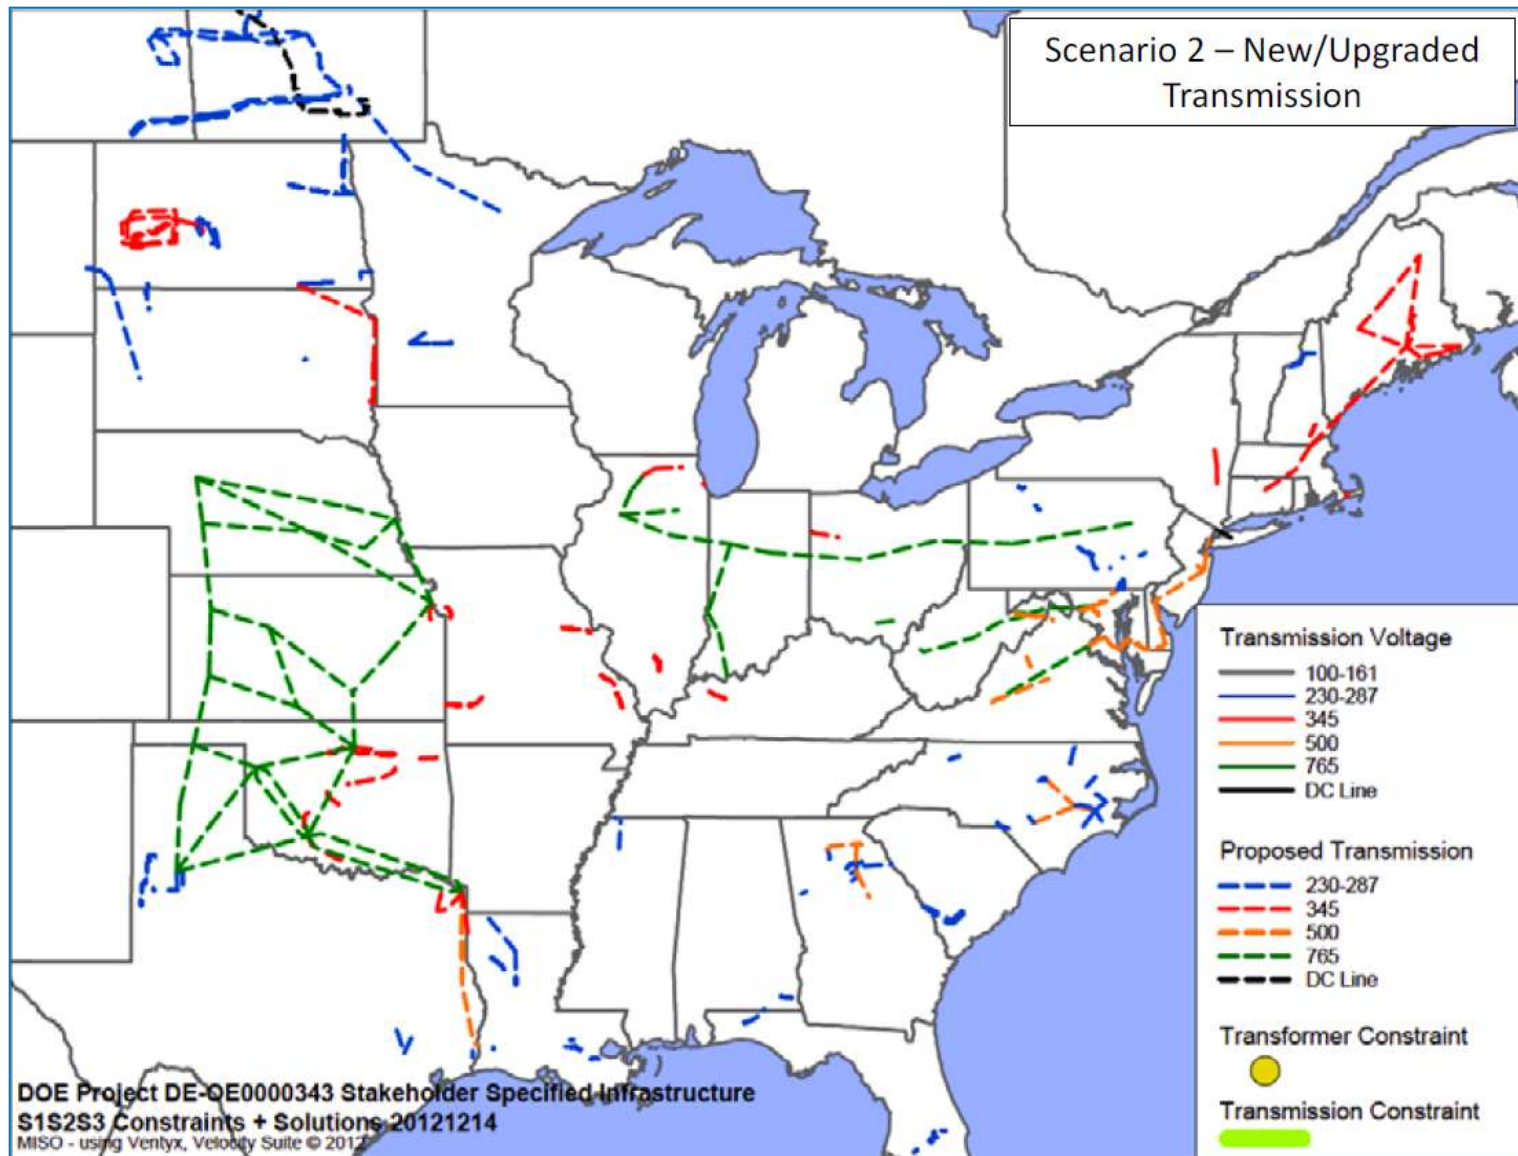 Scenario 2 – New/Upgraded
Transmission
Transmission Voltage
100-161
230-287
345
500
765
DC Line
Proposed Transmission
230-287
345
500
765
DC Line
Transformer Constraint
Transmission Constraint
DOE Project DE-OE0000343 Stakeholder Specified Infrastructure
S1S2S3 Constraints + Solutions 20121214
MISO - using Ventyx, Velocity Suite © 2012